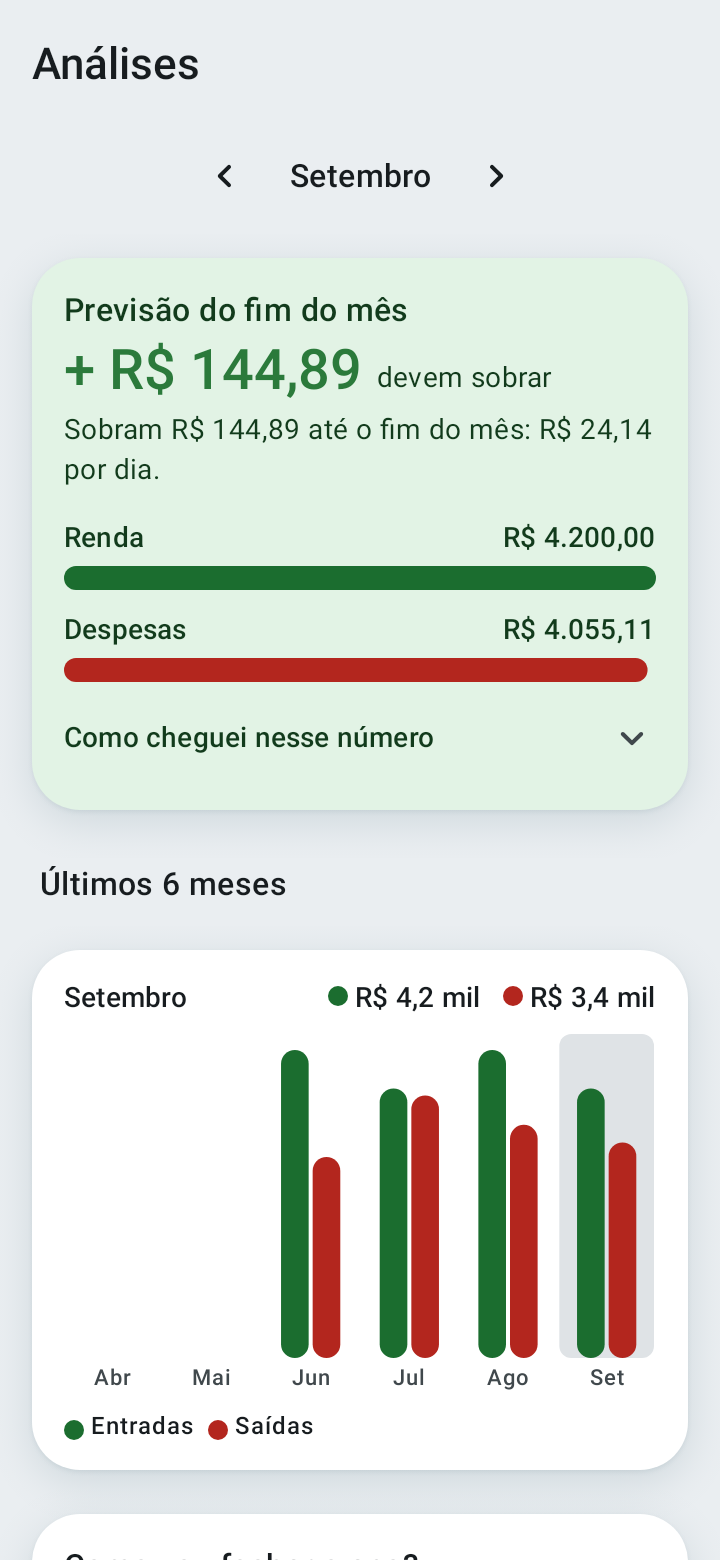 Análises
Setembro
Previsão do fim do mês
+ R$ 144,89 devem sobrar
Sobram R$ 144,89 até o fim do mês: R$ 24,14
por dia.
Renda R$ 4.200,00
Despesas R$ 4.055,11
Como cheguei nesse número
Últimos 6 meses
Setembro R$ 4,2 mil R$ 3,4 mil
Abr Mai Jun Jul Ago Set
Entradas Saídas